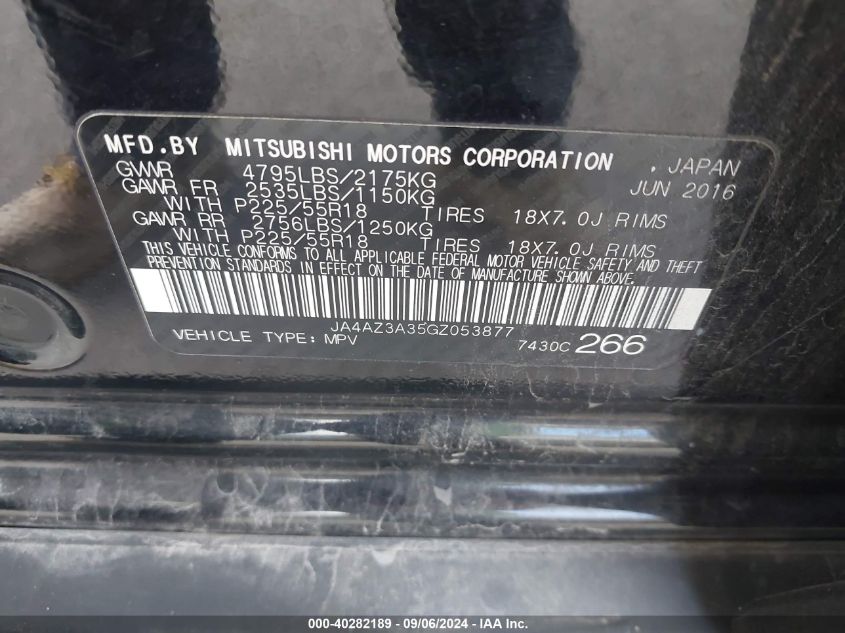 MFD.BY MITSUBISHI MOTORS CORPORATION , JAPAN
GVWR 4795LBS/2175KG JUN 2016
GAWR FR 2535LBS/1150KG
WITH P225/55R18 TIRES 18X7.0J RIMS
GAWR RR 2756LBS/1250KG
WITH P225/55R18 TIRES 18X7.0J RIMS
THIS VEHICLE CONFORMS TO ALL APPLICABLE FEDERAL MOTOR VEHICLE SAFETY AND THEFT
PREVENTION STANDARDS IN EFFECT ON THE DATE OF MANUFACTURE SHOWN ABOVE.
JA4AZ3A35GZ053877
VEHICLE TYPE: MPV 7430C 266
000-40282189 - 09/06/2024 - IAA Inc.